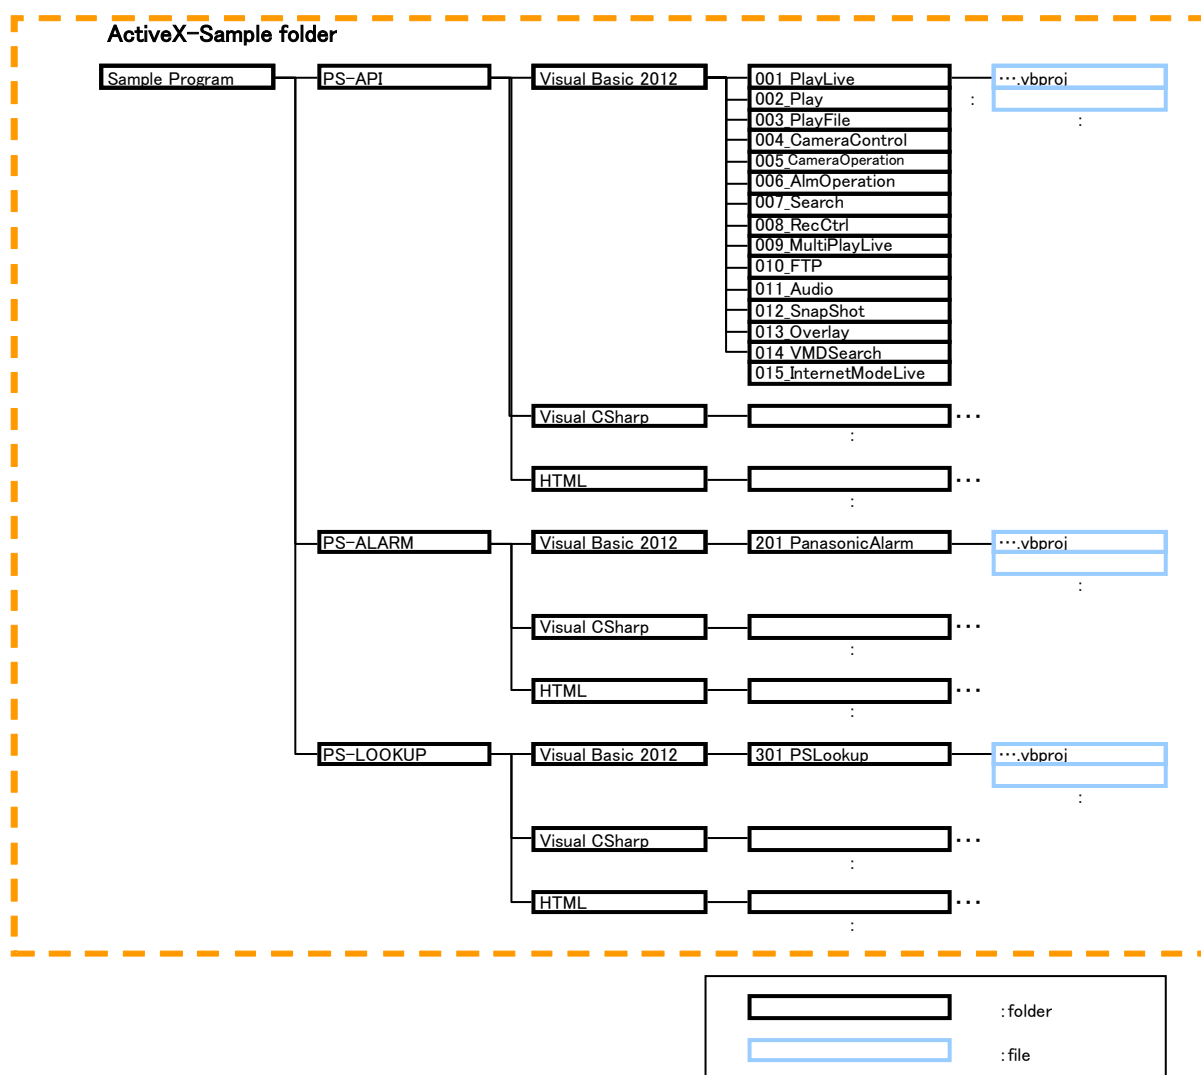 ActiveX-Sample folder
Sample Program
PS-API
Visual Basic 2012
001_PlayLive
….vbproj
002_Play
:
003_PlayFile
:
004_CameraControl
005_CameraOperation
006_AlmOperation
007_Search
008_RecCtrl
009_MultiPlayLive
010_FTP
011_Audio
012_SnapShot
013_Overlay
014_VMDSearch
015_InternetModeLive
Visual CSharp
…
:
HTML
…
:
PS-ALARM
Visual Basic 2012
201_PanasonicAlarm
….vbproj
:
Visual CSharp
…
:
HTML
…
:
PS-LOOKUP
Visual Basic 2012
301_PSLookup
….vbproj
:
Visual CSharp
…
:
HTML
…
:
:folder
:file